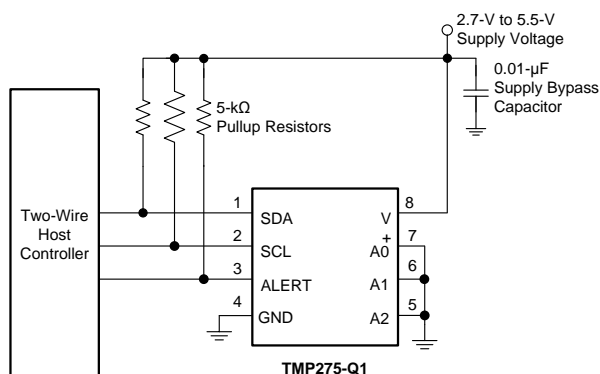 2.7-V to 5.5-V
Supply Voltage
0.01-µF
Supply Bypass
Capacitor
5-kΩ
Pullup Resistors
Two-Wire
Host
Controller
1
SDA
2
SCL
3
ALERT
4
GND
8
V
+
7
A0
6
A1
5
A2
TMP275-Q1